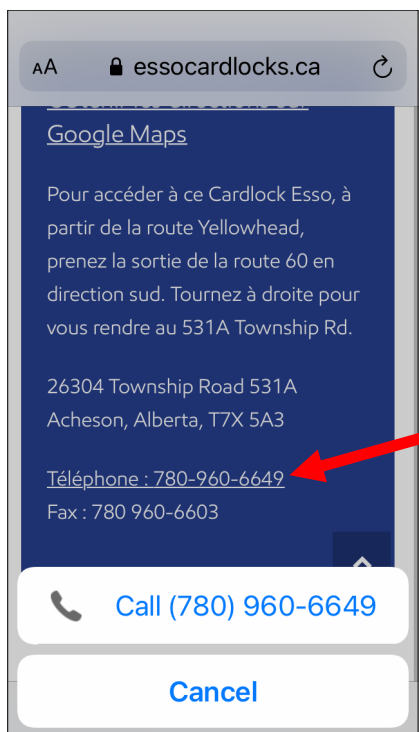 AA essocardlocks.ca
Google Maps
Pour accéder à ce Cardlock Esso, à
partir de la route Yellowhead,
prenez la sortie de la route 60 en
direction sud. Tournez à droite pour
vous rendre au 531A Township Rd.
26304 Township Road 531A
Acheson, Alberta, T7X 5A3
Téléphone : 780-960-6649
Fax : 780 960-6603
Call (780) 960-6649
Cancel